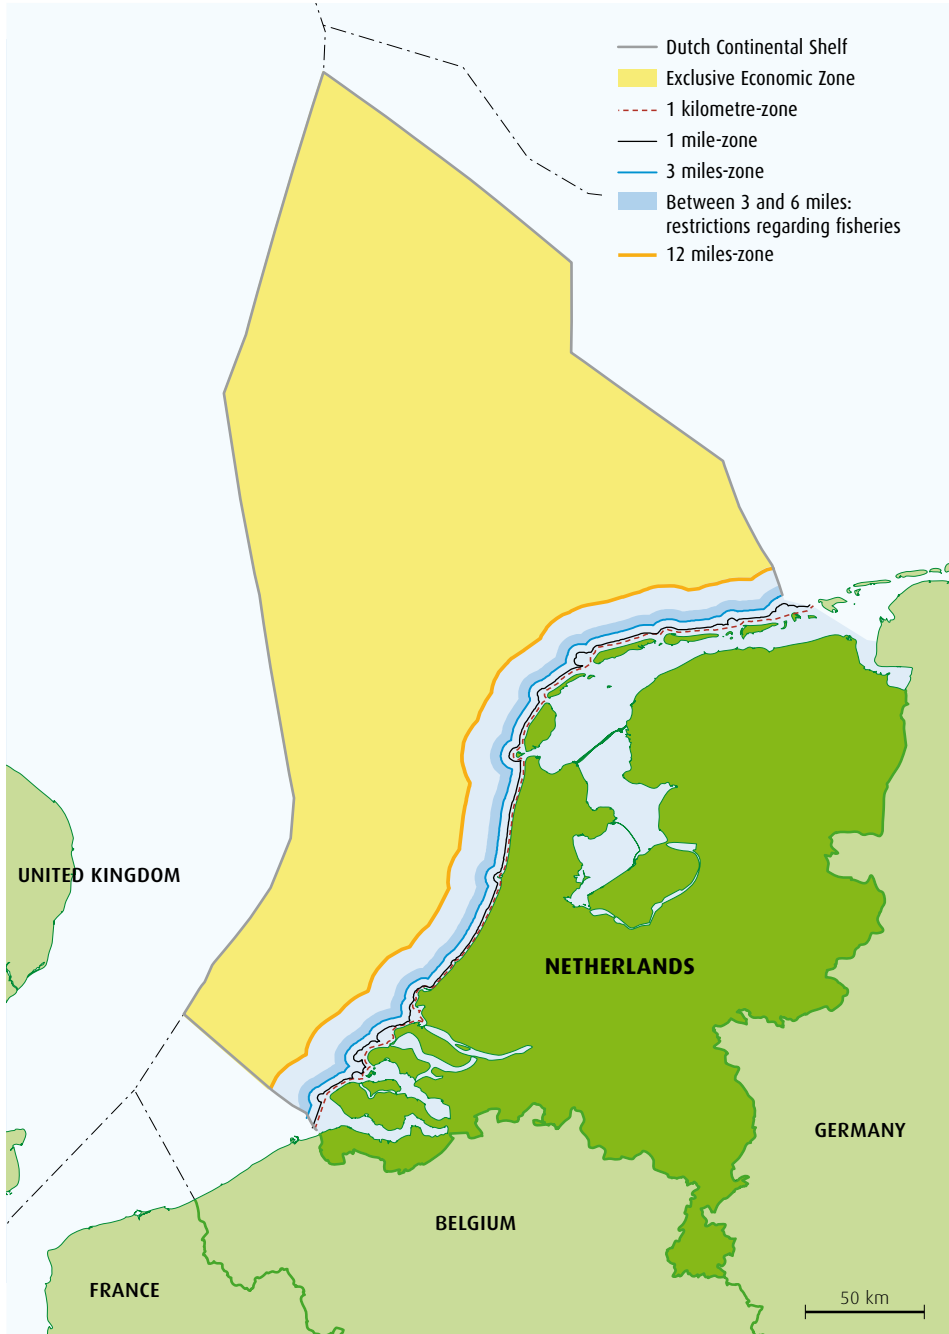 Dutch Continental Shelf
Exclusive Economic Zone
1 kilometre-zone
1 mile-zone
3 miles-zone
Between 3 and 6 miles:
restrictions regarding fisheries
12 miles-zone
UNITED KINGDOM
NETHERLANDS
GERMANY
BELGIUM
FRANCE
50 km